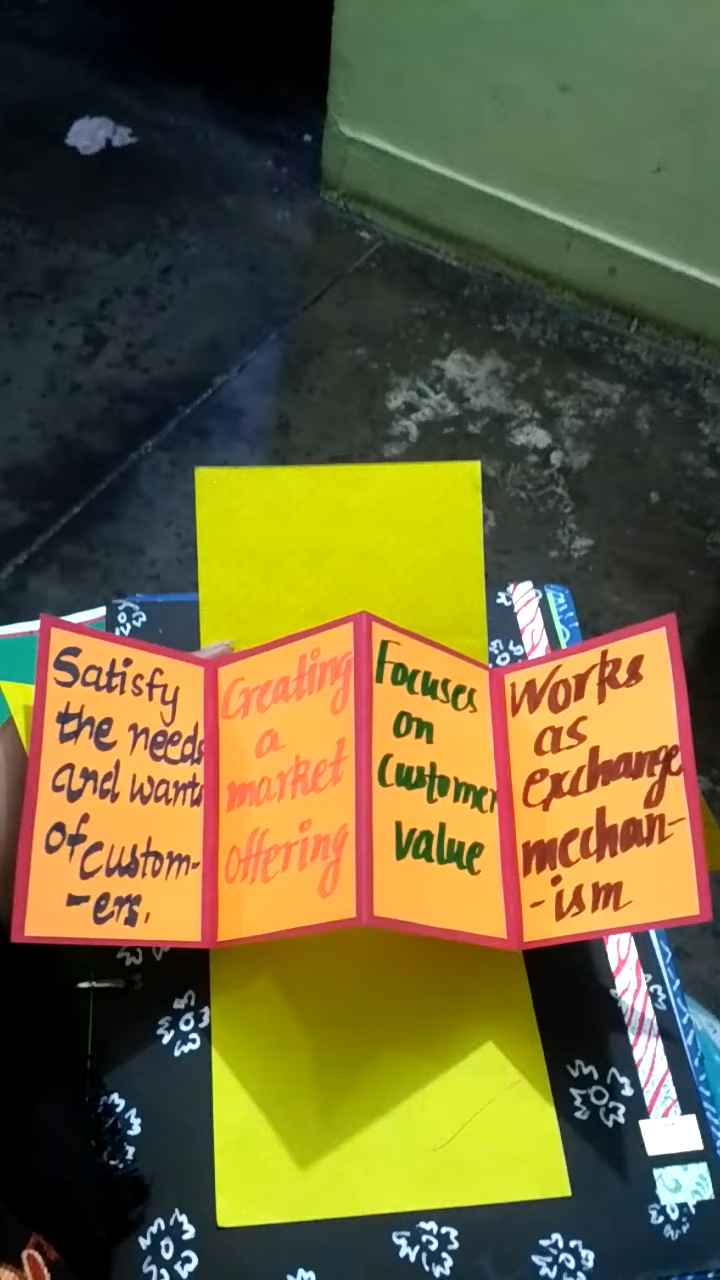 Satisfy
the needs
and wants
of custom-
-ers.
Creating
a
market
offering
Focuses
on
Customer
value
Works
as
exchange
mechan-
-ism